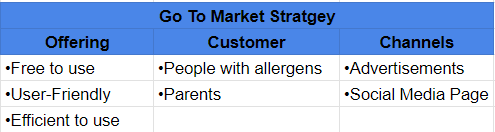 Go To Market Stratgey
Offering Customer Channels
•Free to use •People with allergens •Advertisements
•User-Friendly •Parents •Social Media Page
•Efficient to use